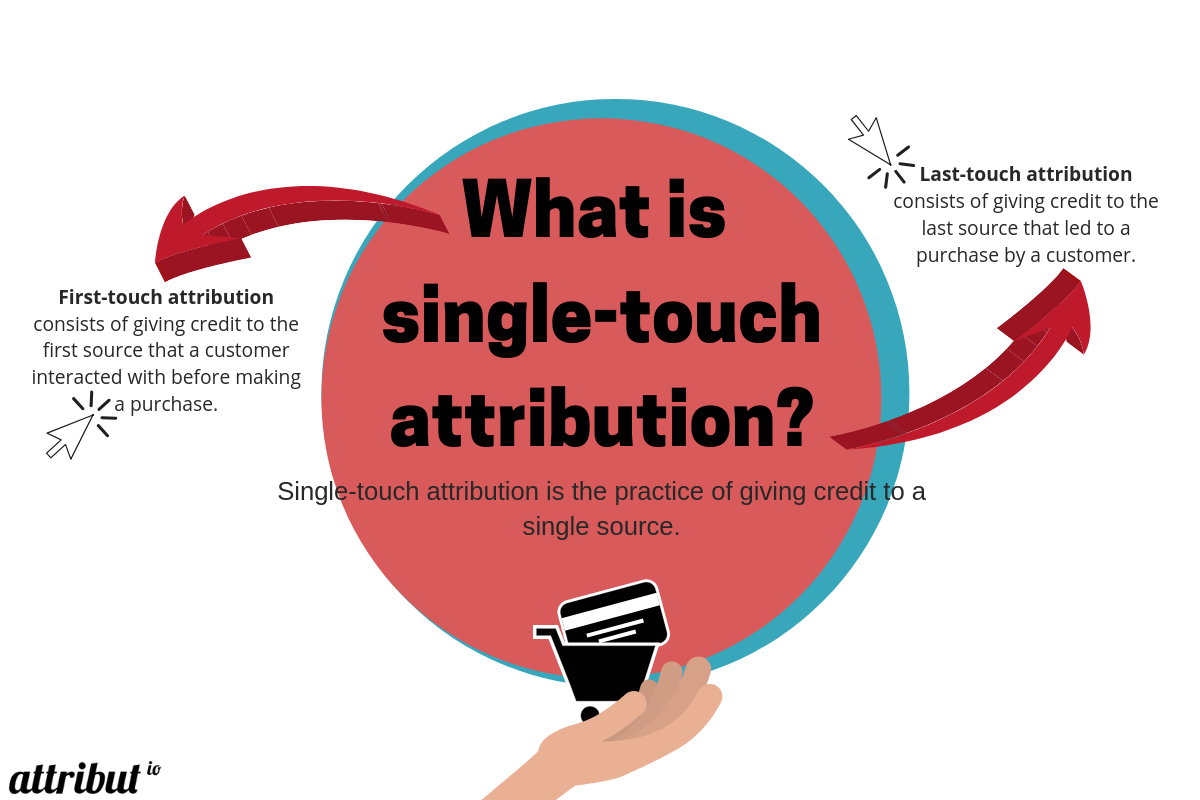 What is
single-touch
attribution?
Single-touch attribution is the practice of giving credit to a
single source.
First-touch attribution
consists of giving credit to the
first source that a customer
interacted with before making
a purchase.
Last-touch attribution
consists of giving credit to the
last source that led to a
purchase by a customer.
attribut io